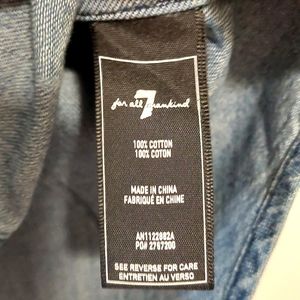 7
for all mankind
100% COTTON
100% COTON
MADE IN CHINA
FABRIQUÉ EN CHINE
AN1122682A
PO# 2767200
SEE REVERSE FOR CARE
ENTRETIEN AU VERSO